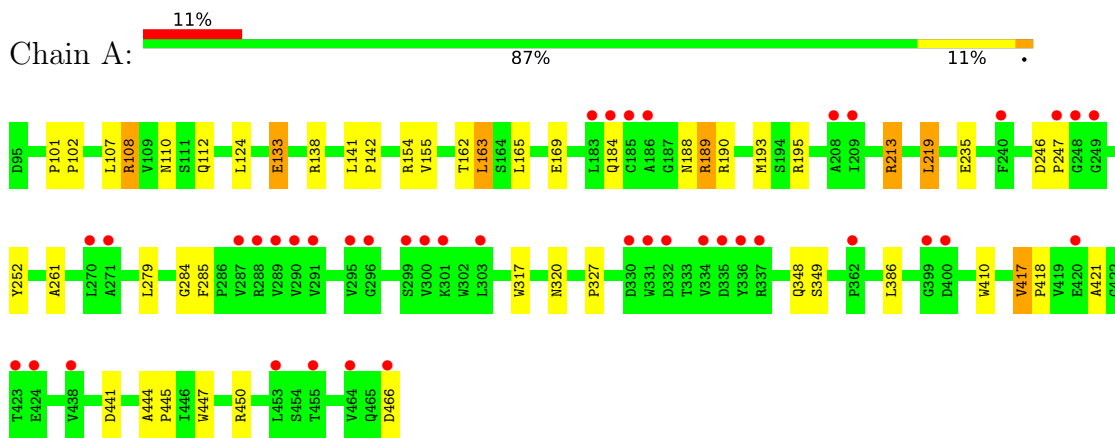 11%
Chain A:
87% 11% •
D95 P101 P102 L107 R108 V109 N110 S111 Q112 L124 E133 R138 L141 P142 R154 V155 T162 L163 S164 L165 E169 L183 Q184 C185 A186 G187 N188 R189 R190 M193 S194 R195 A208 I209 R213 L219 E235 F240 D246 P247 G248 G249
Y252 A261 L270 A271 L279 G284 F285 P286 V287 R288 V289 V290 V291 V295 G296 S299 V300 K301 W302 L303 W317 N320 P327 D330 W331 D332 T333 V334 D335 Y336 R337 Q348 S349 P362 L386 G399 D400 W410 V417 P418 V419 E420 A421
T423 E424 V438 D441 A444 P445 I446 W447 R450 L453 S454 T455 V464 Q465 D466